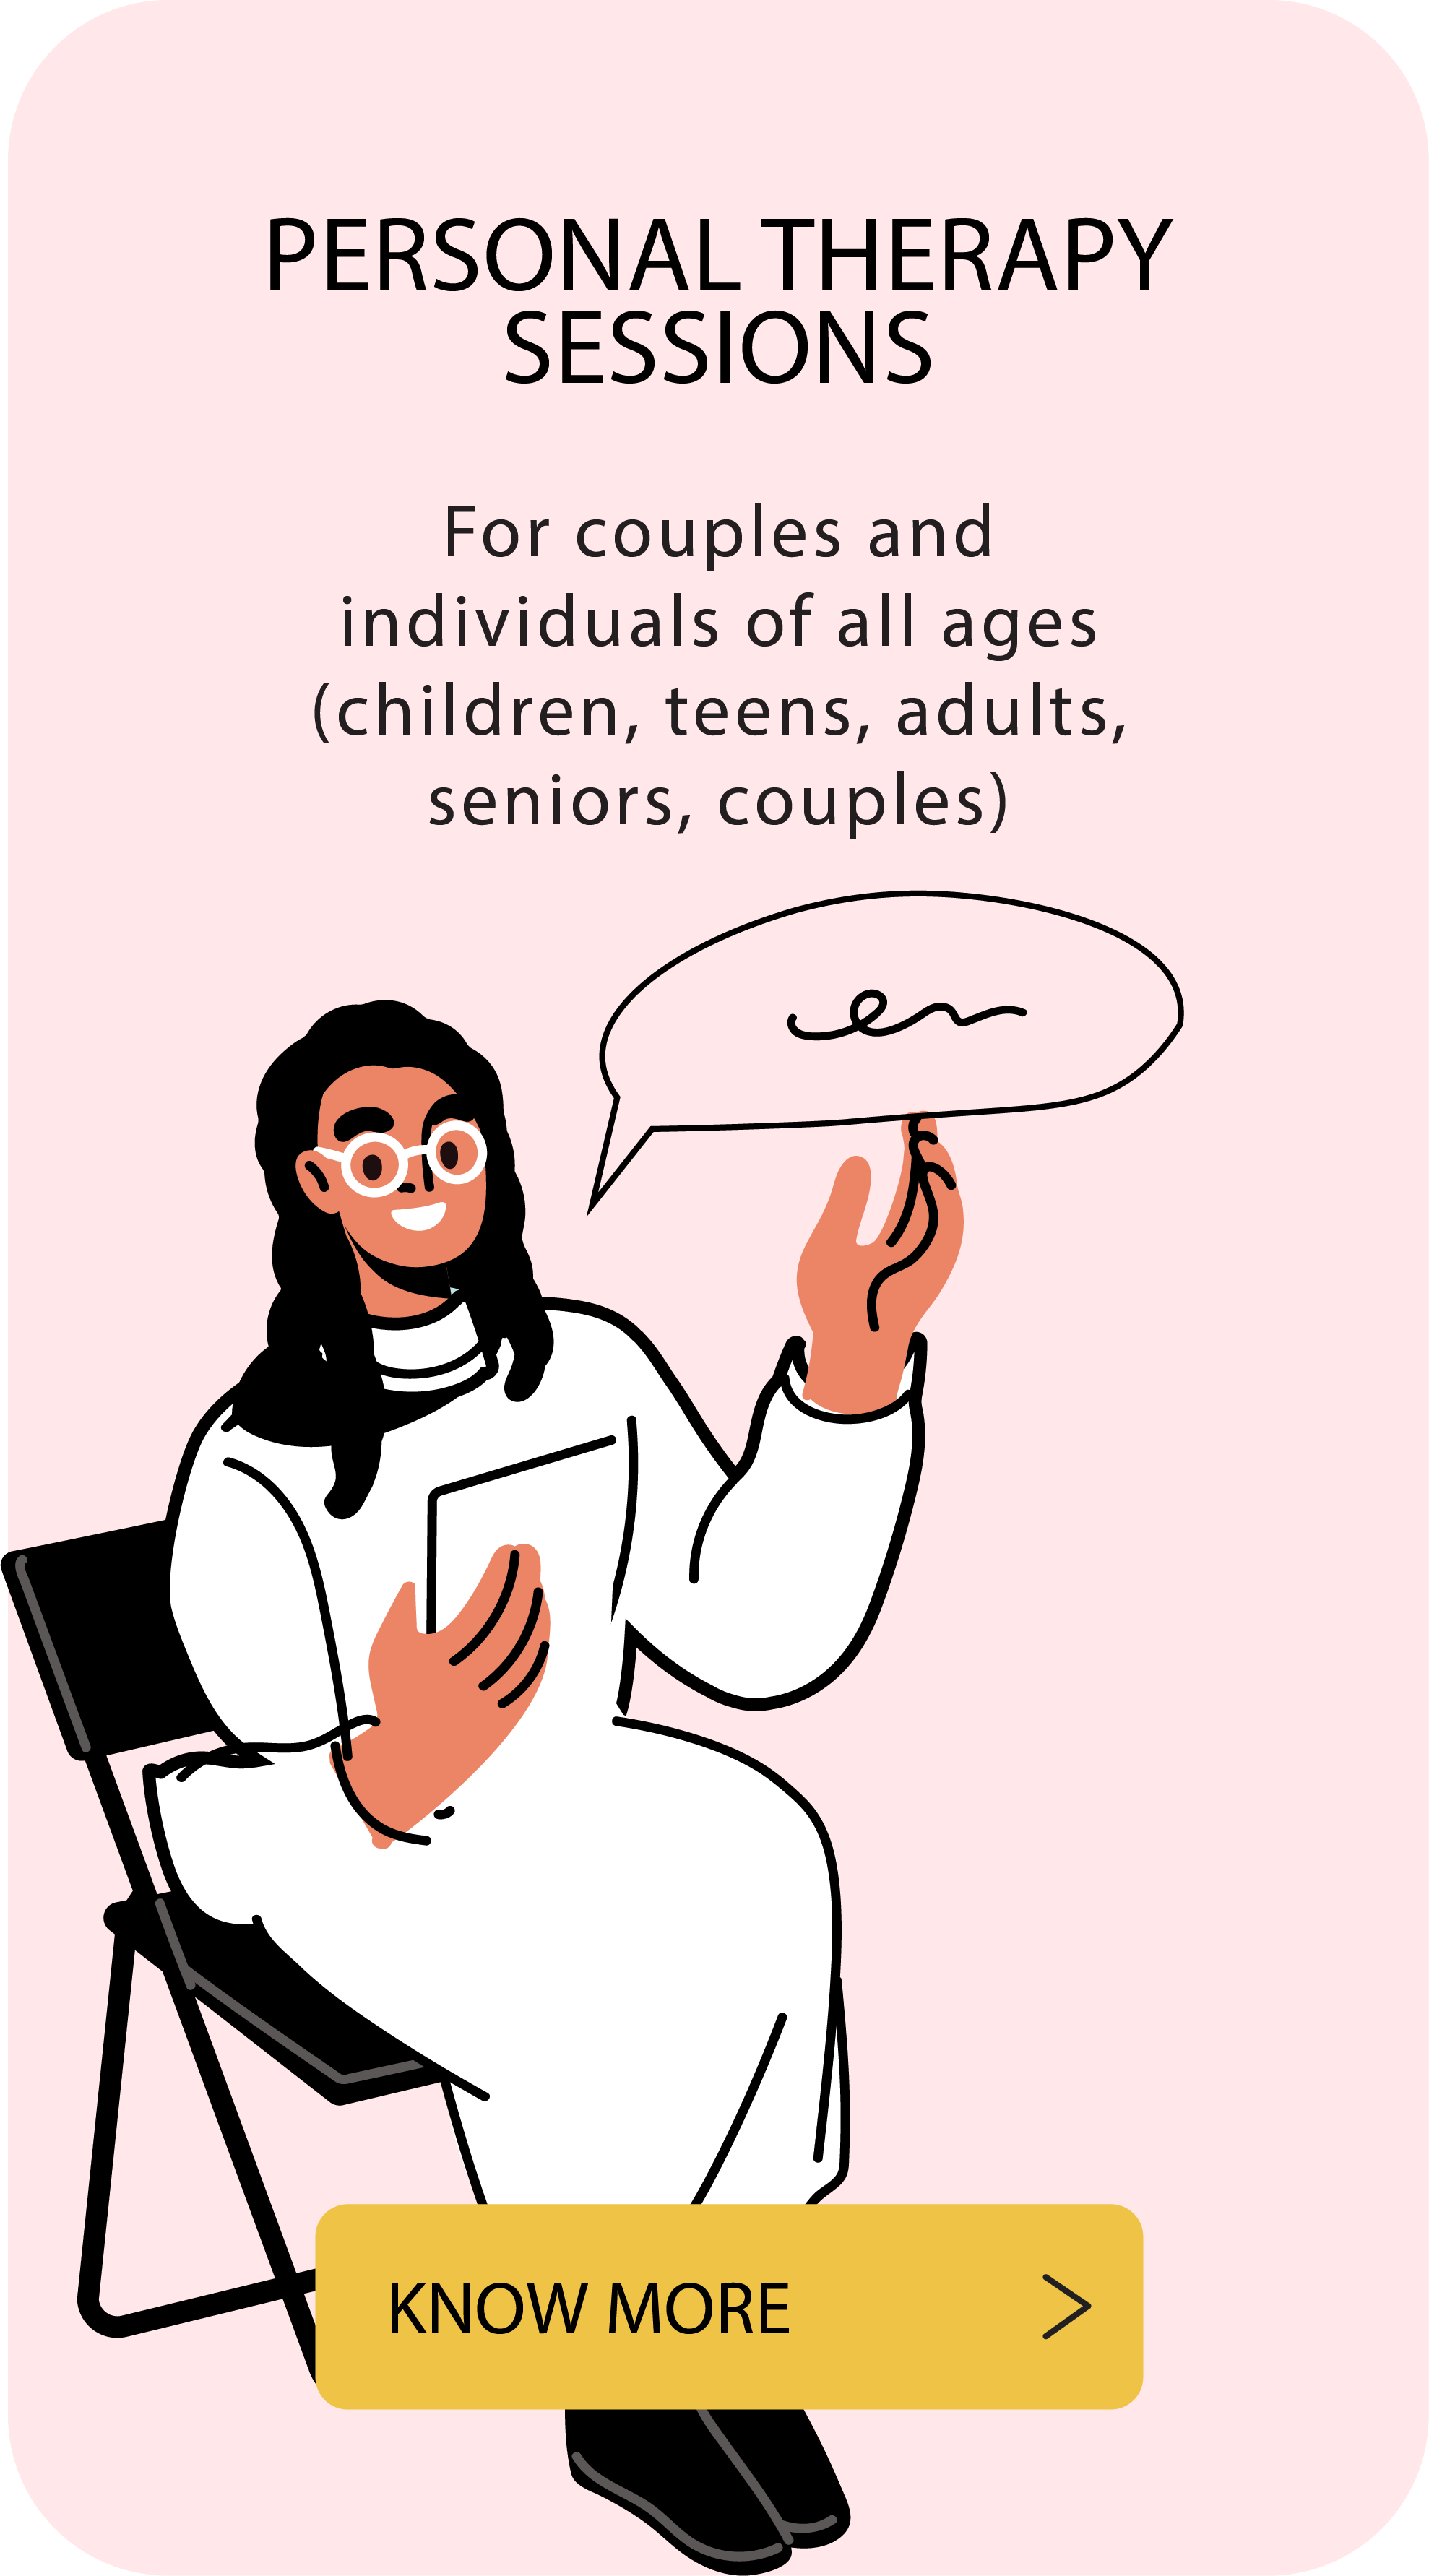 PERSONAL THERAPY
SESSIONS
For couples and
individuals of all ages
(children, teens, adults,
seniors, couples)
KNOW MORE